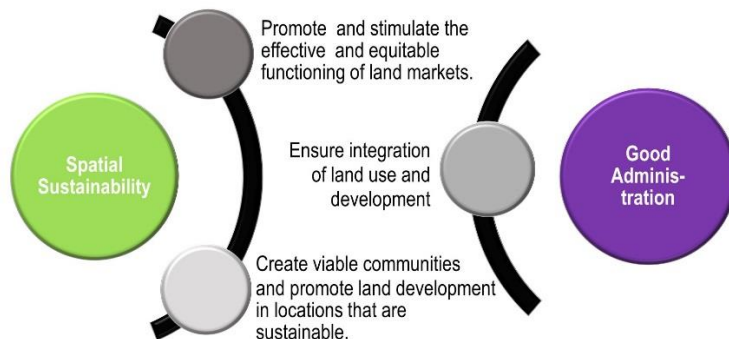 Promote and stimulate the
effective and equitable
functioning of land markets.
Spatial
Sustainability
Ensure integration
of land use and
development
Good
Adminis-
tration
Create viable communities
and promote land development
in locations that are
sustainable.